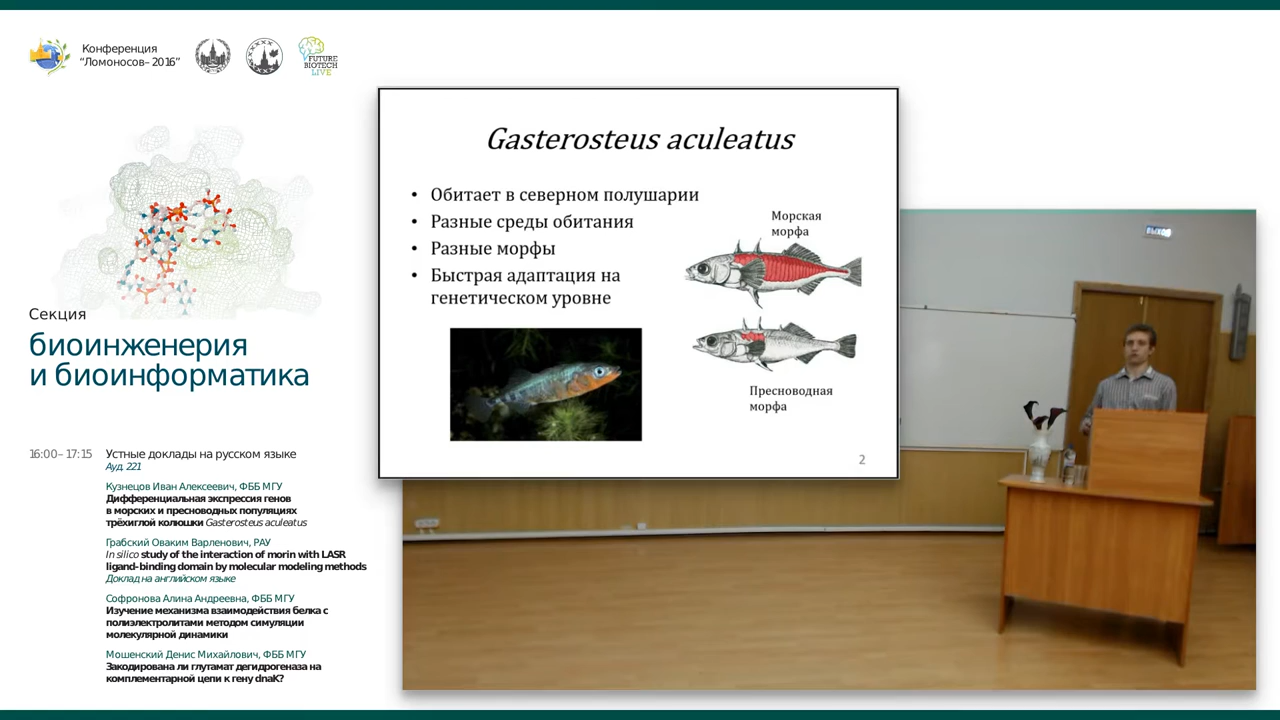 Конференция
“Ломоносов–2016”
FUTURE
BIOTECH
LIVE
Секция
биоинженерия
и биоинформатика
16:00–17:15 Устные доклады на русском языке
Ауд. 221
Кузнецов Иван Алексеевич, ФББ МГУ
Дифференциальная экспрессия генов
в морских и пресноводных популяциях
трёхиглой колюшки Gasterosteus aculeatus
Грабский Оваким Варленович, РАУ
In silico study of the interaction of morin with LASR
ligand-binding domain by molecular modeling methods
Доклад на английском языке
Софронова Алина Андреевна, ФББ МГУ
Изучение механизма взаимодействия белка с
полиэлектролитами методом симуляции
молекулярной динамики
Мошенский Денис Михайлович, ФББ МГУ
Закодирована ли глутамат дегидрогеназа на
комплементарной цепи к гену dnaK?
Gasterosteus aculeatus
• Обитает в северном полушарии
• Разные среды обитания
• Разные морфы
• Быстрая адаптация на
генетическом уровне
Морская
морфа
Пресноводная
морфа
2